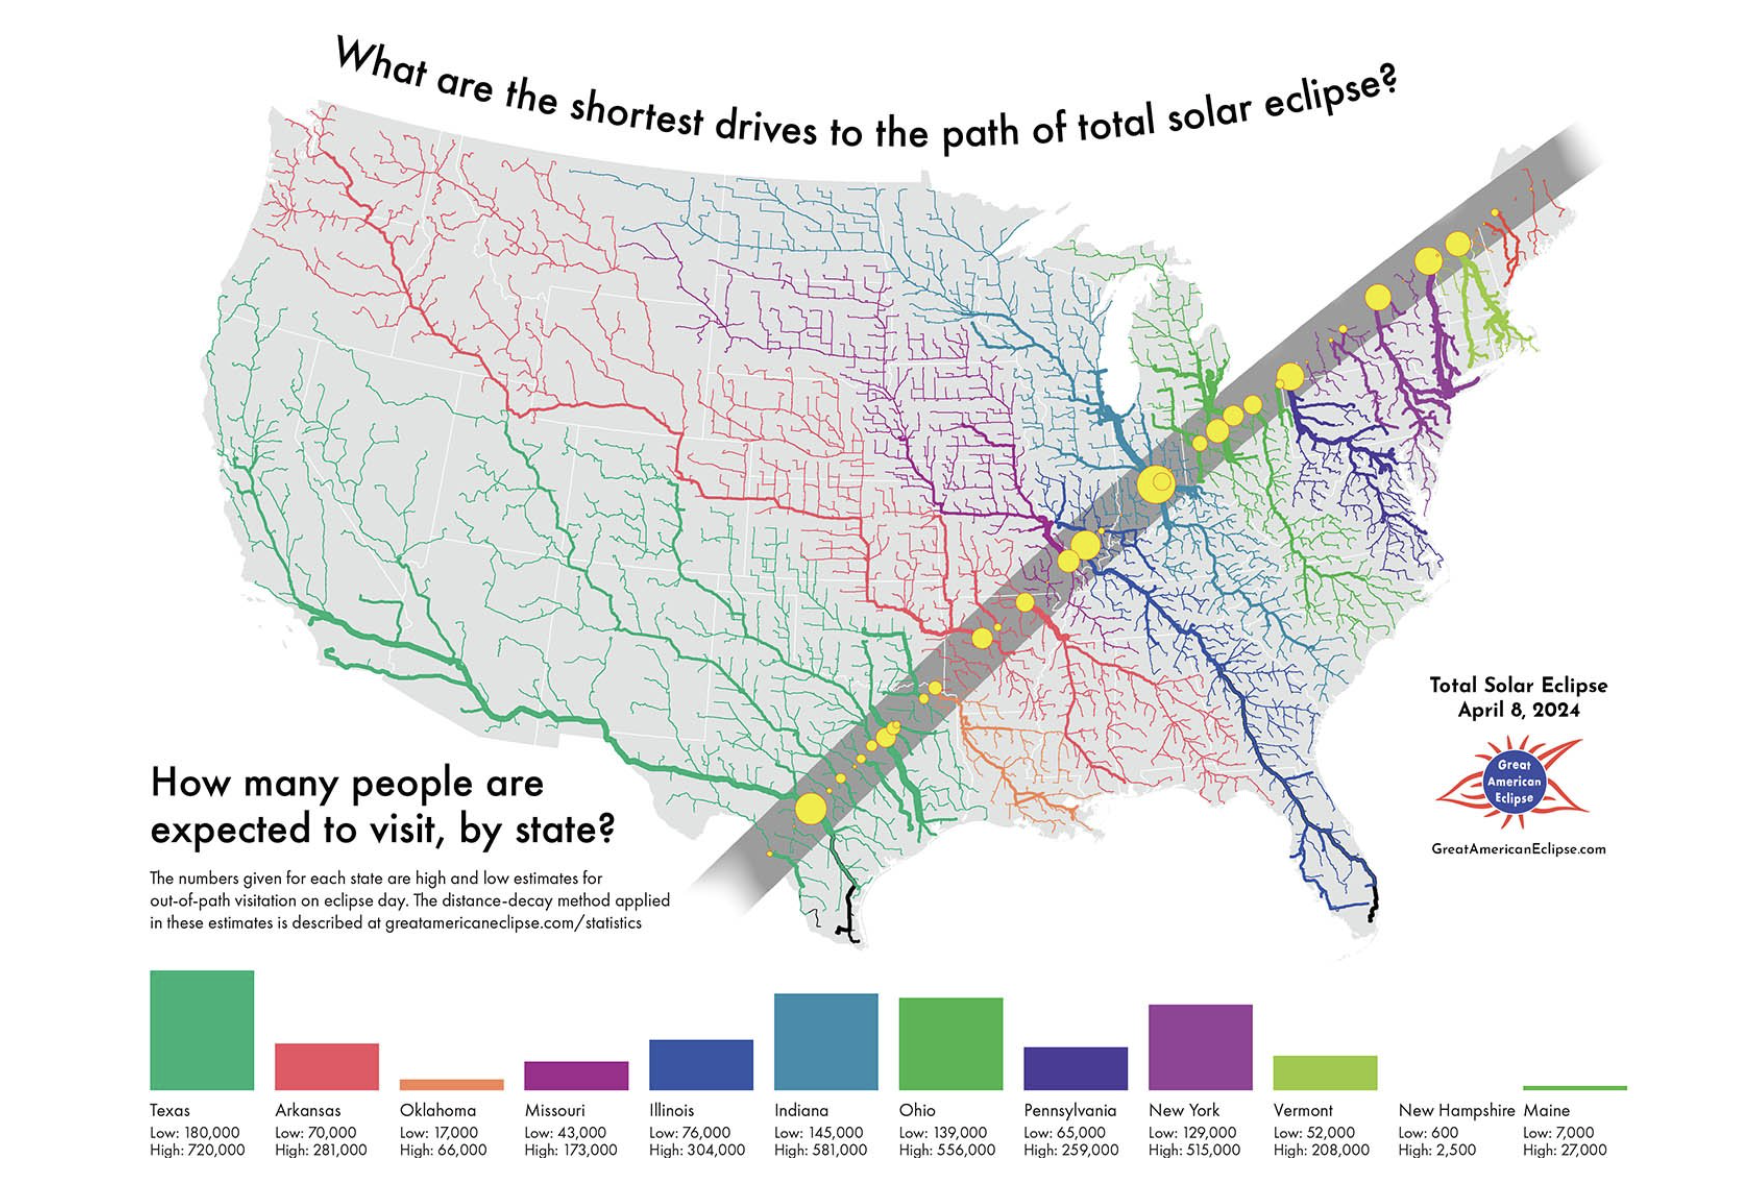 What are the shortest drives to the path of total solar eclipse?
Total Solar Eclipse
April 8, 2024
Great
American
Eclipse
GreatAmericanEclipse.com
How many people are
expected to visit, by state?
The numbers given for each state are high and low estimates for
out-of-path visitation on eclipse day. The distance-decay method applied
in these estimates is described at greatamericaneclipse.com/statistics
Texas
Low: 180,000
High: 720,000
Arkansas
Low: 70,000
High: 281,000
Oklahoma
Low: 17,000
High: 66,000
Missouri
Low: 43,000
High: 173,000
Illinois
Low: 76,000
High: 304,000
Indiana
Low: 145,000
High: 581,000
Ohio
Low: 139,000
High: 556,000
Pennsylvania
Low: 65,000
High: 259,000
New York
Low: 129,000
High: 515,000
Vermont
Low: 52,000
High: 208,000
New Hampshire
Low: 600
High: 2,500
Maine
Low: 7,000
High: 27,000